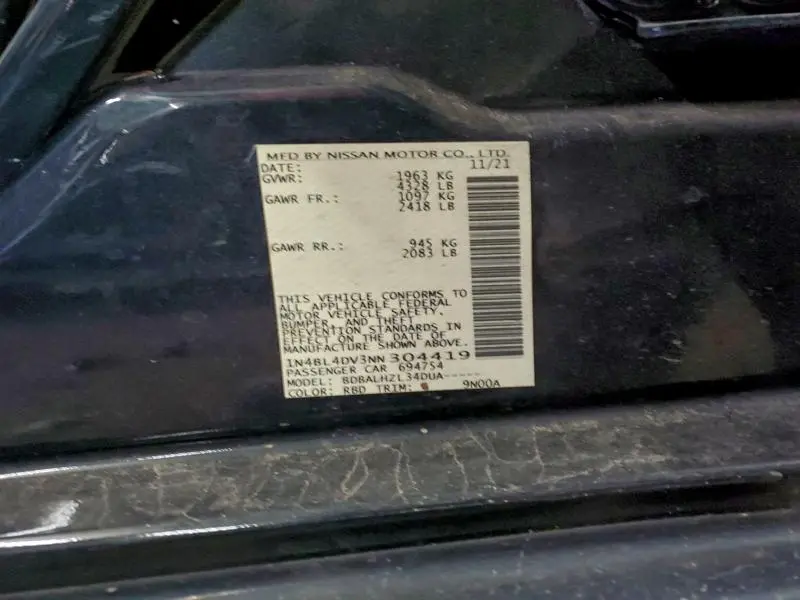 MFD BY NISSAN MOTOR CO., LTD.
DATE: 11/21
GVWR: 1963 KG
4328 LB
GAWR FR.: 1097 KG
2418 LB
GAWR RR.: 945 KG
2083 LB
THIS VEHICLE CONFORMS TO
ALL APPLICABLE FEDERAL
MOTOR VEHICLE SAFETY,
BUMPER, AND THEFT
PREVENTION STANDARDS IN
EFFECT ON THE DATE OF
MANUFACTURE SHOWN ABOVE.
1N4BL4DV3NN304419
PASSENGER CAR 694754
MODEL: BDBALHZL34DUA-----
COLOR: RBD TRIM: 9N00A